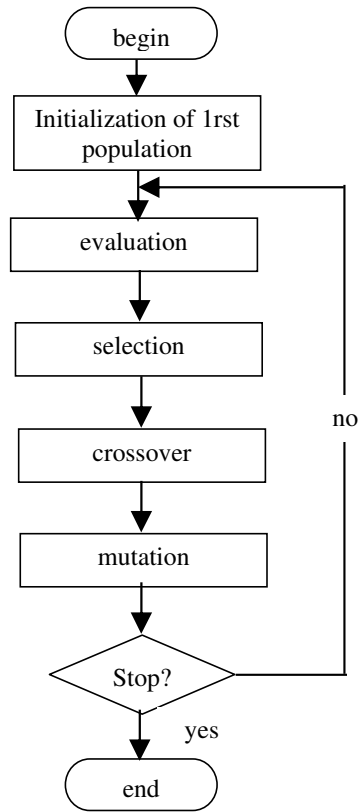 begin
Initialization of 1rst
population
evaluation
selection
crossover
no
mutation
Stop?
yes
end